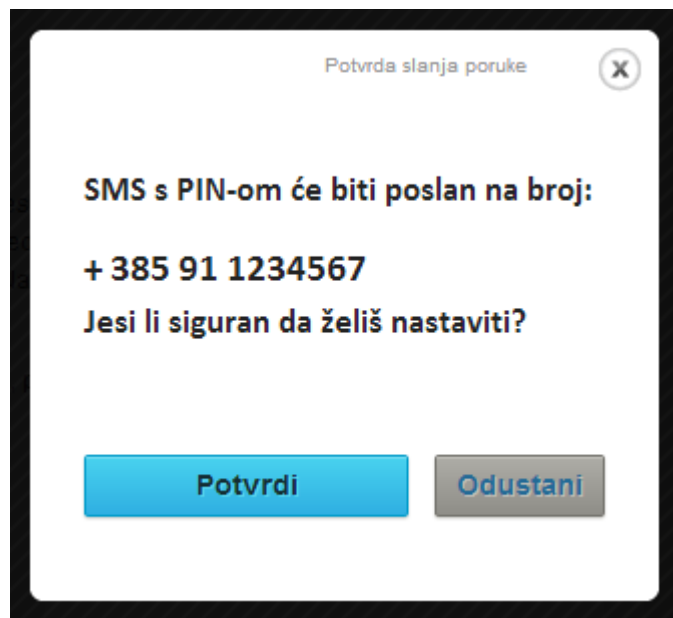 Potvrda slanja poruke
X
SMS s PIN-om će biti poslan na broj:
+ 385 91 1234567
Jesi li siguran da želiš nastaviti?
Potvrdi
Odustani